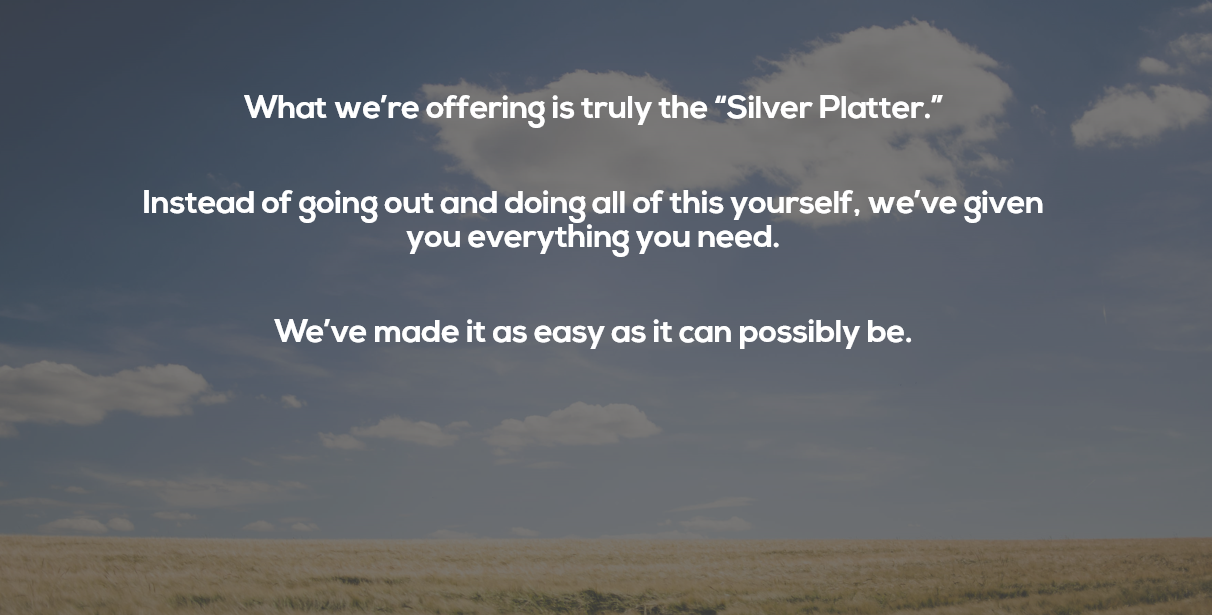 What we’re offering is truly the “Silver Platter.”
Instead of going out and doing all of this yourself, we’ve given
you everything you need.
We’ve made it as easy as it can possibly be.